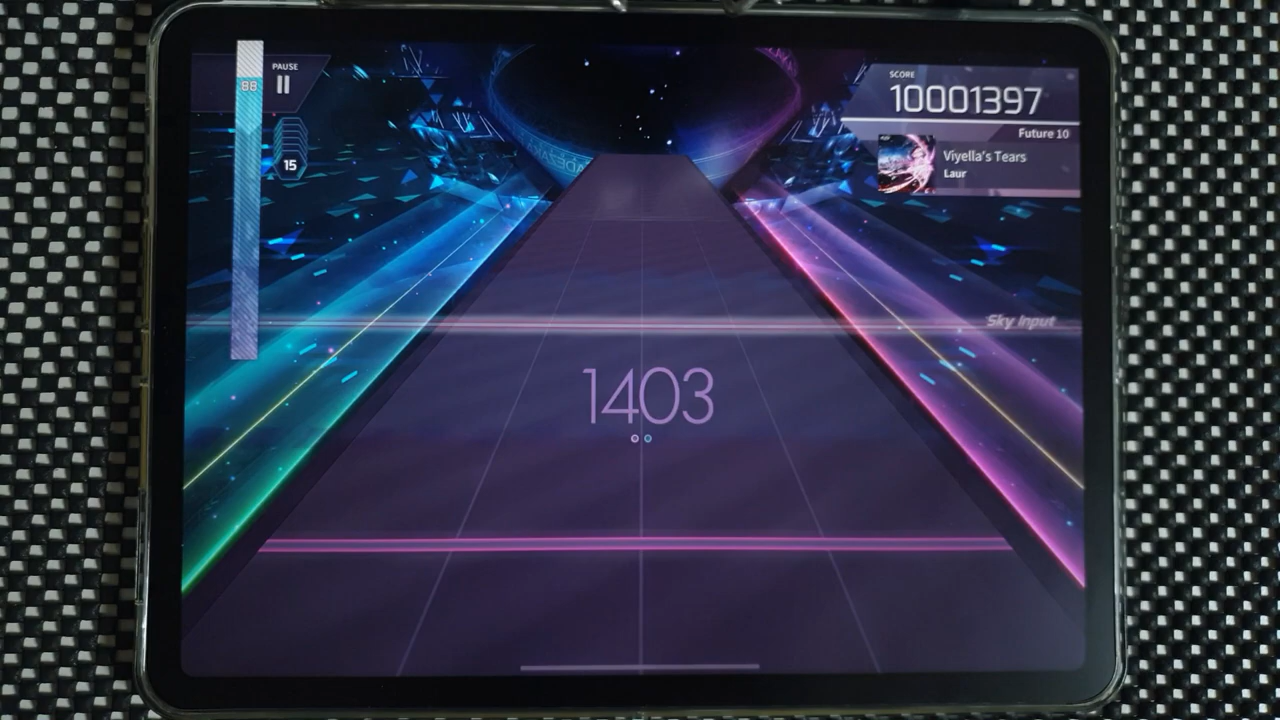 PAUSE
88
15
SCORE
10001397
Future 10
Viyella's Tears
Laur
Sky Input
1403